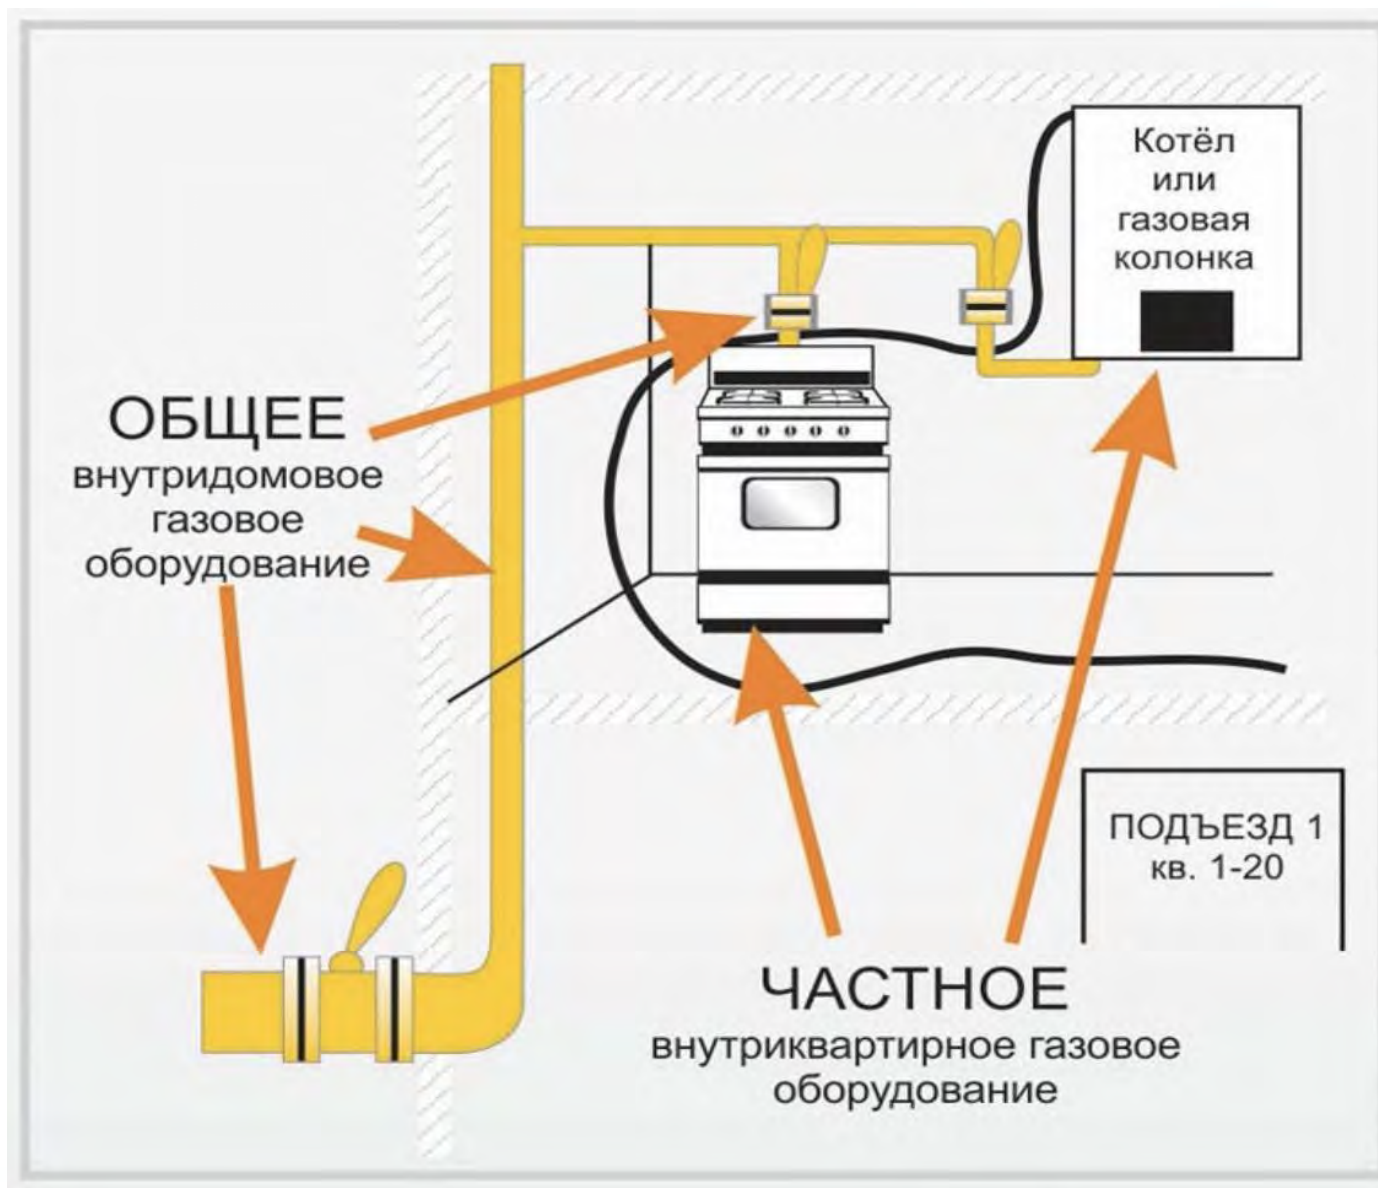 Котёл
или
газовая
колонка
ОБЩЕЕ
внутридомовое
газовое
оборудование
ПОДЪЕЗД 1
кв. 1-20
ЧАСТНОЕ
внутриквартирное газовое
оборудование